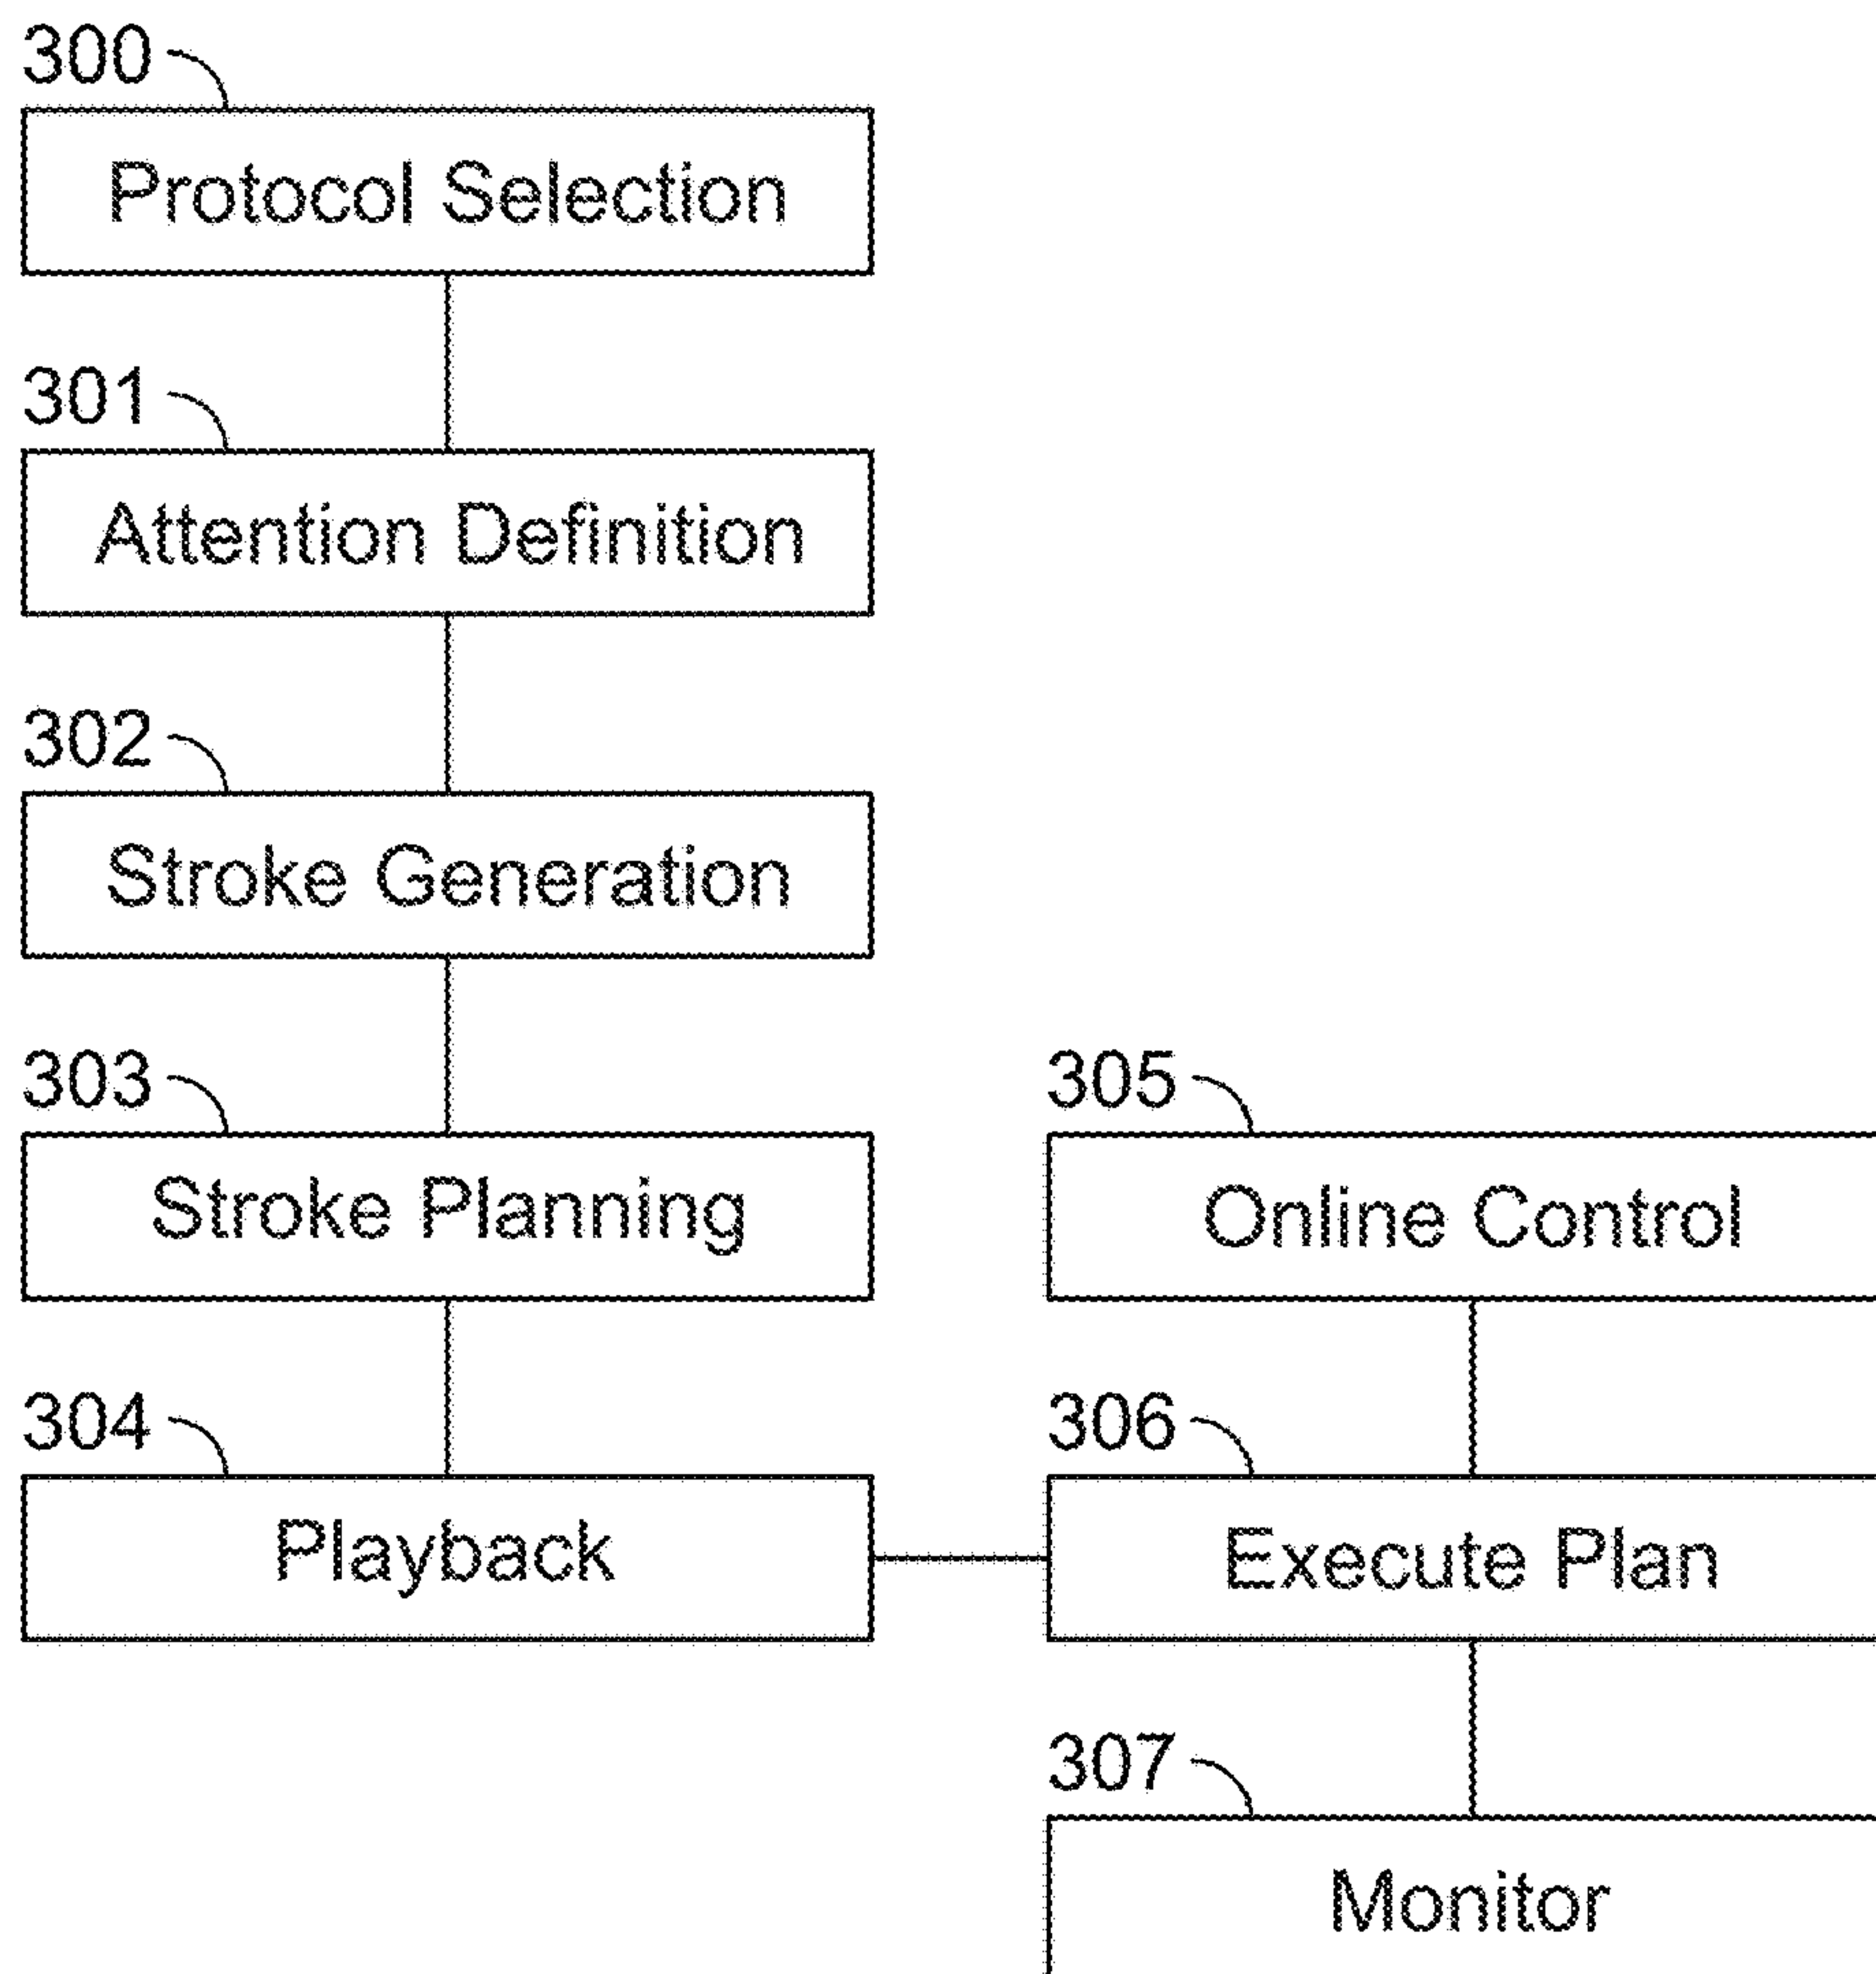 300
Protocol Selection
301
Attention Definition
302
Stroke Generation
303
Stroke Planning
304
Playback
305
Online Control
306
Execute Plan
307
Monitor